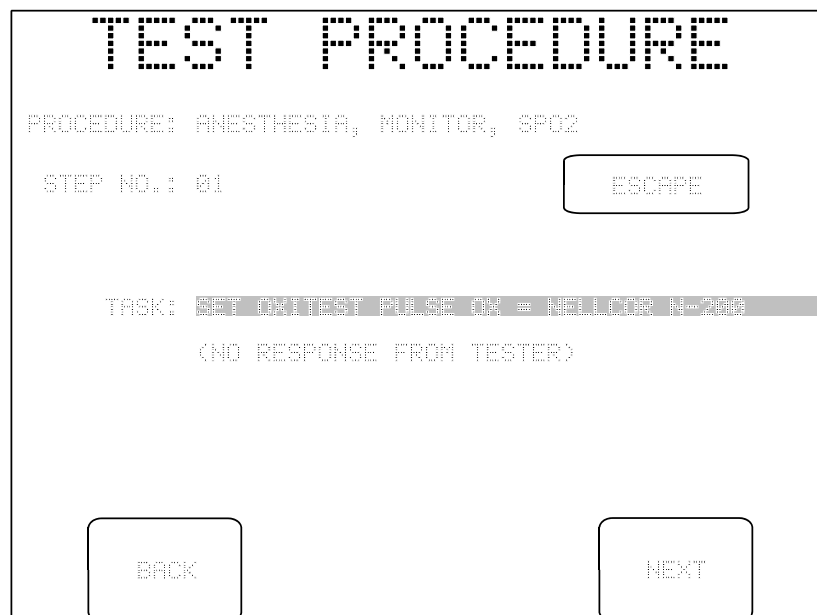 TEST PROCEDURE
PROCEDURE: ANESTHESIA, MONITOR, SPO2
STEP NO.: 01
ESCAPE
TASK: SET OXITEST PULSE OX = NELLCOR N-200
(NO RESPONSE FROM TESTER)
BACK
NEXT